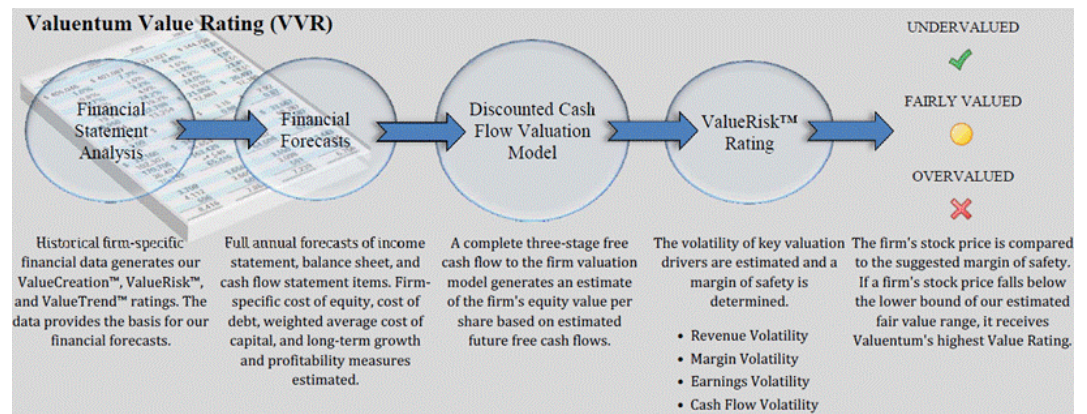 Valuentum Value Rating (VVR)
Financial
Statement
Analysis
Financial
Forecasts
Discounted Cash
Flow Valuation
Model
ValueRisk™
Rating
UNDERVALUED
FAIRLY VALUED
OVERVALUED
Historical firm-specific
financial data generates our
ValueCreation™, ValueRisk™,
and ValueTrend™ ratings. The
data provides the basis for our
financial forecasts.
Full annual forecasts of income
statement, balance sheet, and
cash flow statement items. Firm-
specific cost of equity, cost of
debt, weighted average cost of
capital, and long-term growth
and profitability measures
estimated.
A complete three-stage free
cash flow to the firm valuation
model generates an estimate
of the firm's equity value per
share based on estimated
future free cash flows.
The volatility of key valuation
drivers are estimated and a
margin of safety is
determined.
• Revenue Volatility
• Margin Volatility
• Earnings Volatility
• Cash Flow Volatility
The firm's stock price is compared
to the suggested margin of safety.
If a firm's stock price falls below
the lower bound of our estimated
fair value range, it receives
Valuentum's highest Value Rating.